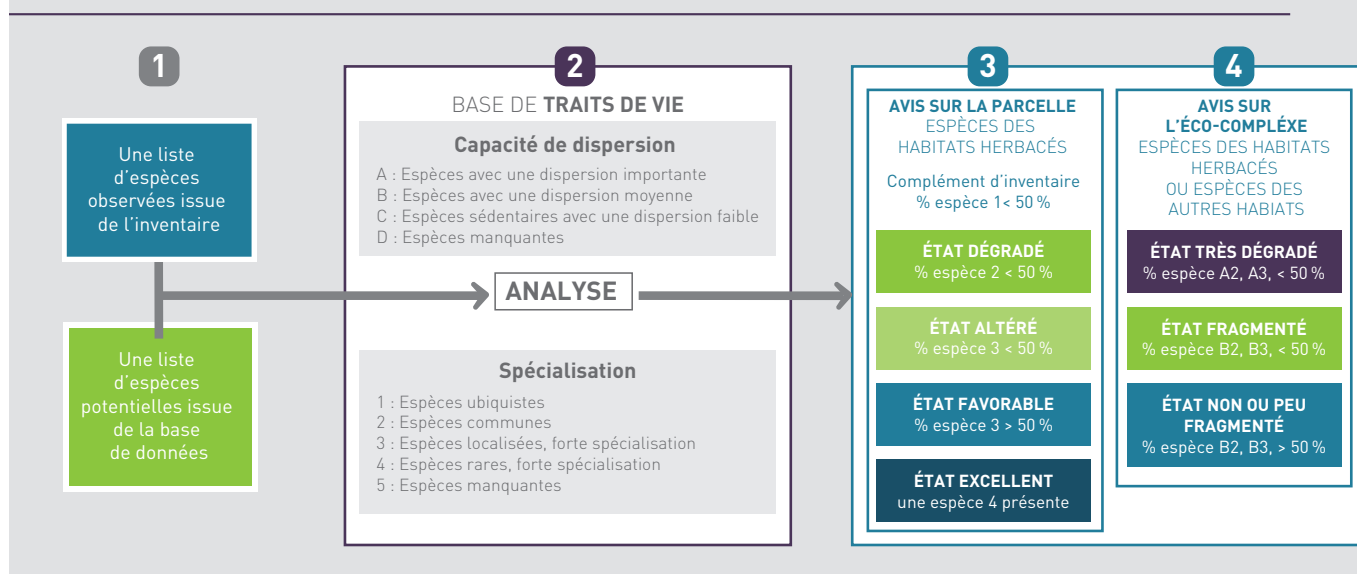 1
Une liste
d'espèces
observées issue
de l'inventaire
Une liste
d'espèces
potentielles issue
de la base
de données
2
BASE DE TRAITS DE VIE
Capacité de dispersion
A : Espèces avec une dispersion importante
B : Espèces avec une dispersion moyenne
C : Espèces sédentaires avec une dispersion faible
D : Espèces manquantes
ANALYSE
Spécialisation
1 : Espèces ubiquistes
2 : Espèces communes
3 : Espèces localisées, forte spécialisation
4 : Espèces rares, forte spécialisation
5 : Espèces manquantes
3
AVIS SUR LA PARCELLE
ESPÈCES DES
HABITATS HERBACÉS
Complément d'inventaire
% espèce 1< 50 %
ÉTAT DÉGRADÉ
% espèce 2 < 50 %
ÉTAT ALTÉRÉ
% espèce 3 < 50 %
ÉTAT FAVORABLE
% espèce 3 > 50 %
ÉTAT EXCELLENT
une espèce 4 présente
4
AVIS SUR
L'ÉCO-COMPLÉXE
ESPÈCES DES HABITATS
HERBACÉS
OU ESPÈCES DES
AUTRES HABIATS
ÉTAT TRÈS DÉGRADÉ
% espèce A2, A3, < 50 %
ÉTAT FRAGMENTÉ
% espèce B2, B3, < 50 %
ÉTAT NON OU PEU
FRAGMENTÉ
% espèce B2, B3, > 50 %